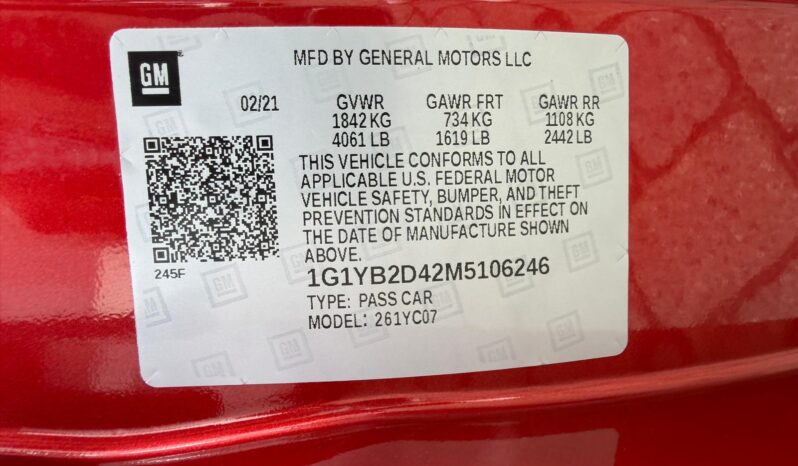 GM
MFD BY GENERAL MOTORS LLC
02/21 GVWR GAWR FRT GAWR RR
1842 KG 734 KG 1108 KG
4061 LB 1619 LB 2442 LB
THIS VEHICLE CONFORMS TO ALL
APPLICABLE U.S. FEDERAL MOTOR
VEHICLE SAFETY, BUMPER, AND THEFT
PREVENTION STANDARDS IN EFFECT ON
THE DATE OF MANUFACTURE SHOWN
ABOVE.
245F
1G1YB2D42M5106246
TYPE: PASS CAR
MODEL: 261YC07